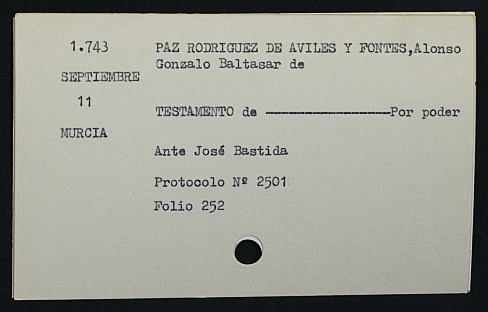 1.743 PAZ RODRIGUEZ DE AVILES Y FONTES,Alonso
Gonzalo Baltasar de
SEPTIEMBRE
11
TESTAMENTO de ------------------Por poder
MURCIA
Ante José Bastida
Protocolo Nº 2501
Folio 252